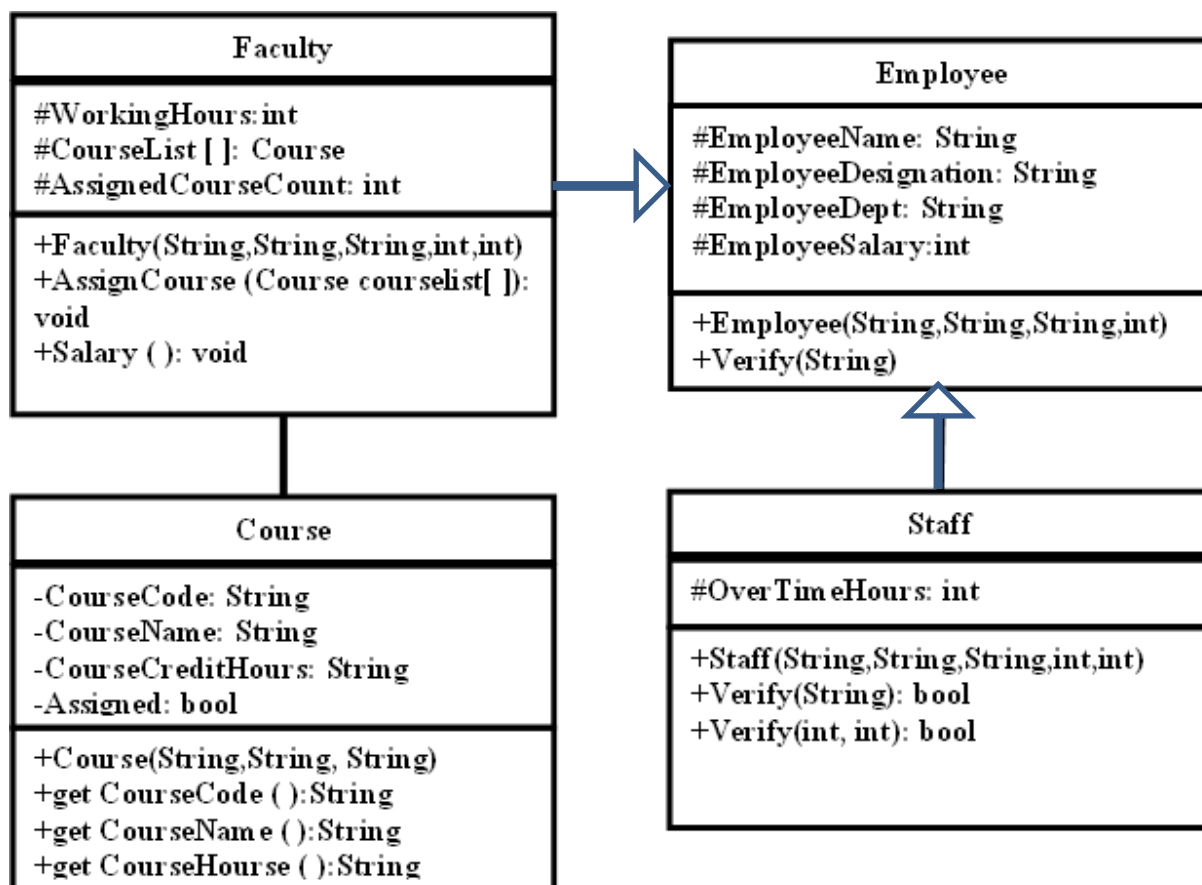 Faculty
#WorkingHours:int
#CourseList [ ]: Course
#AssignedCourseCount: int
+Faculty(String,String,String,int,int)
+AssignCourse (Course courselist[ ]):
void
+Salary ( ): void
Employee
#EmployeeName: String
#EmployeeDesignation: String
#EmployeeDept: String
#EmployeeSalary:int
+Employee(String,String,String,int)
+Verify(String)
Course
-CourseCode: String
-CourseName: String
-CourseCreditHours: String
-Assigned: bool
+Course(String,String, String)
+get CourseCode ( ):String
+get CourseName ( ):String
+get CourseHourse ( ):String
Staff
#OverTimeHours: int
+Staff(String,String,String,int,int)
+Verify(String): bool
+Verify(int, int): bool